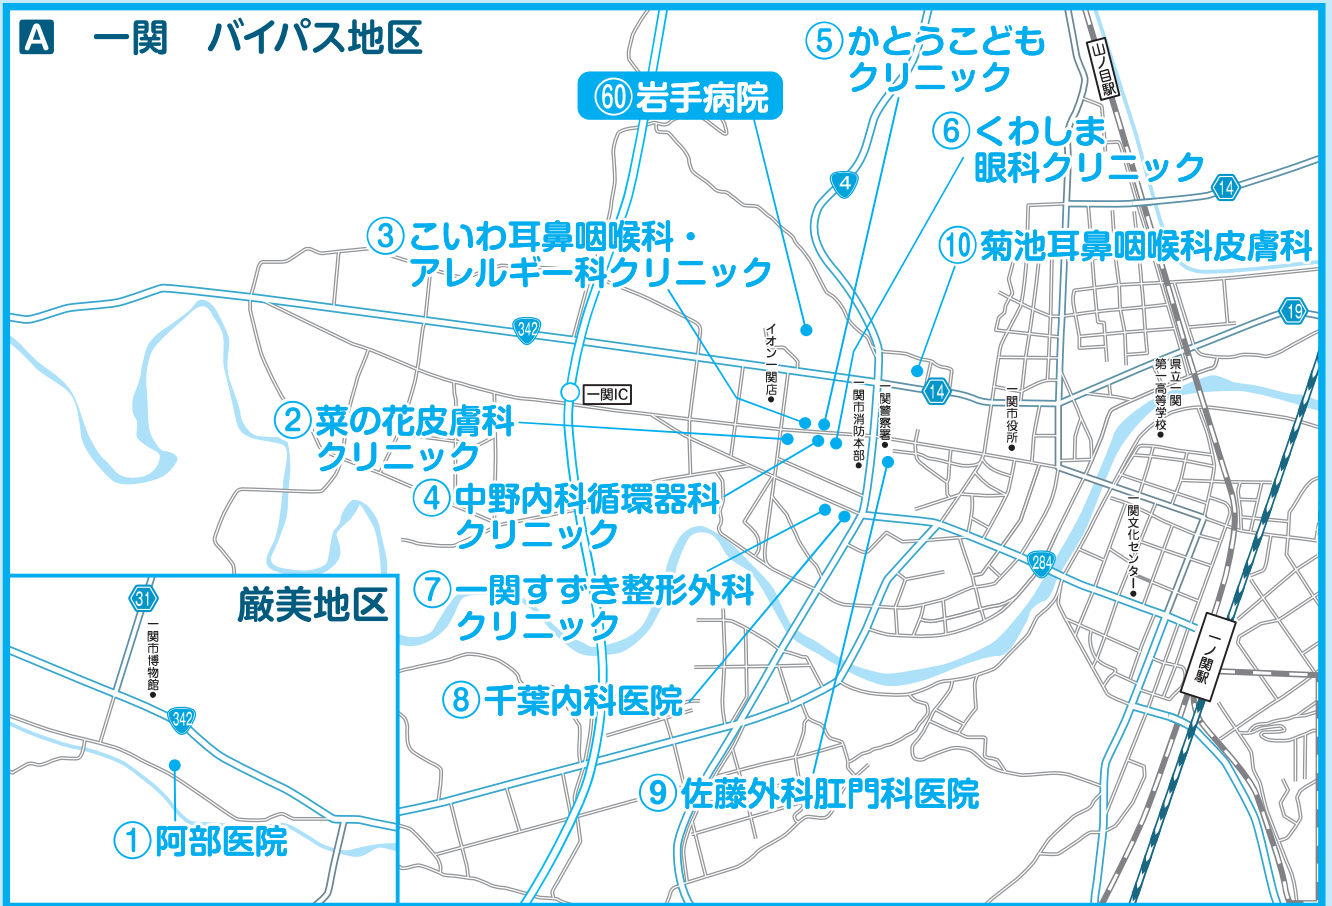 A 一関 バイパス地区
⑤かとうこども
クリニック
山ノ目駅
60 岩手病院
⑥くわしま
眼科クリニック
4
14
③こいわ耳鼻咽喉科・
アレルギー科クリニック
⑩菊池耳鼻咽喉科皮膚科
342
19
イオン一関店
一関IC
14
県立一関
第一高等学校
一関市消防本部
一関警察署
一関市役所
②菜の花皮膚科
クリニック
④中野内科循環器科
クリニック
一関文化センター
284
⑦一関すずき整形外科
クリニック
一ノ関駅
⑧千葉内科医院
⑨佐藤外科肛門科医院
厳美地区
31
一関市博物館
342
①阿部医院